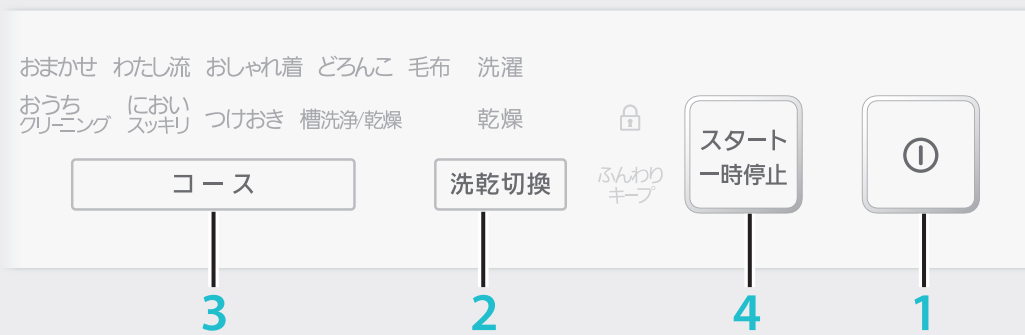 おまかせ わたし流 おしゃれ着 どろんこ 毛布 洗濯
おうち
クリーニング
におい
スッキリ
つけおき 槽洗浄/乾燥 乾燥
ふんわり
キープ
コース
洗乾切換
スタート
一時停止
3 2 4 1